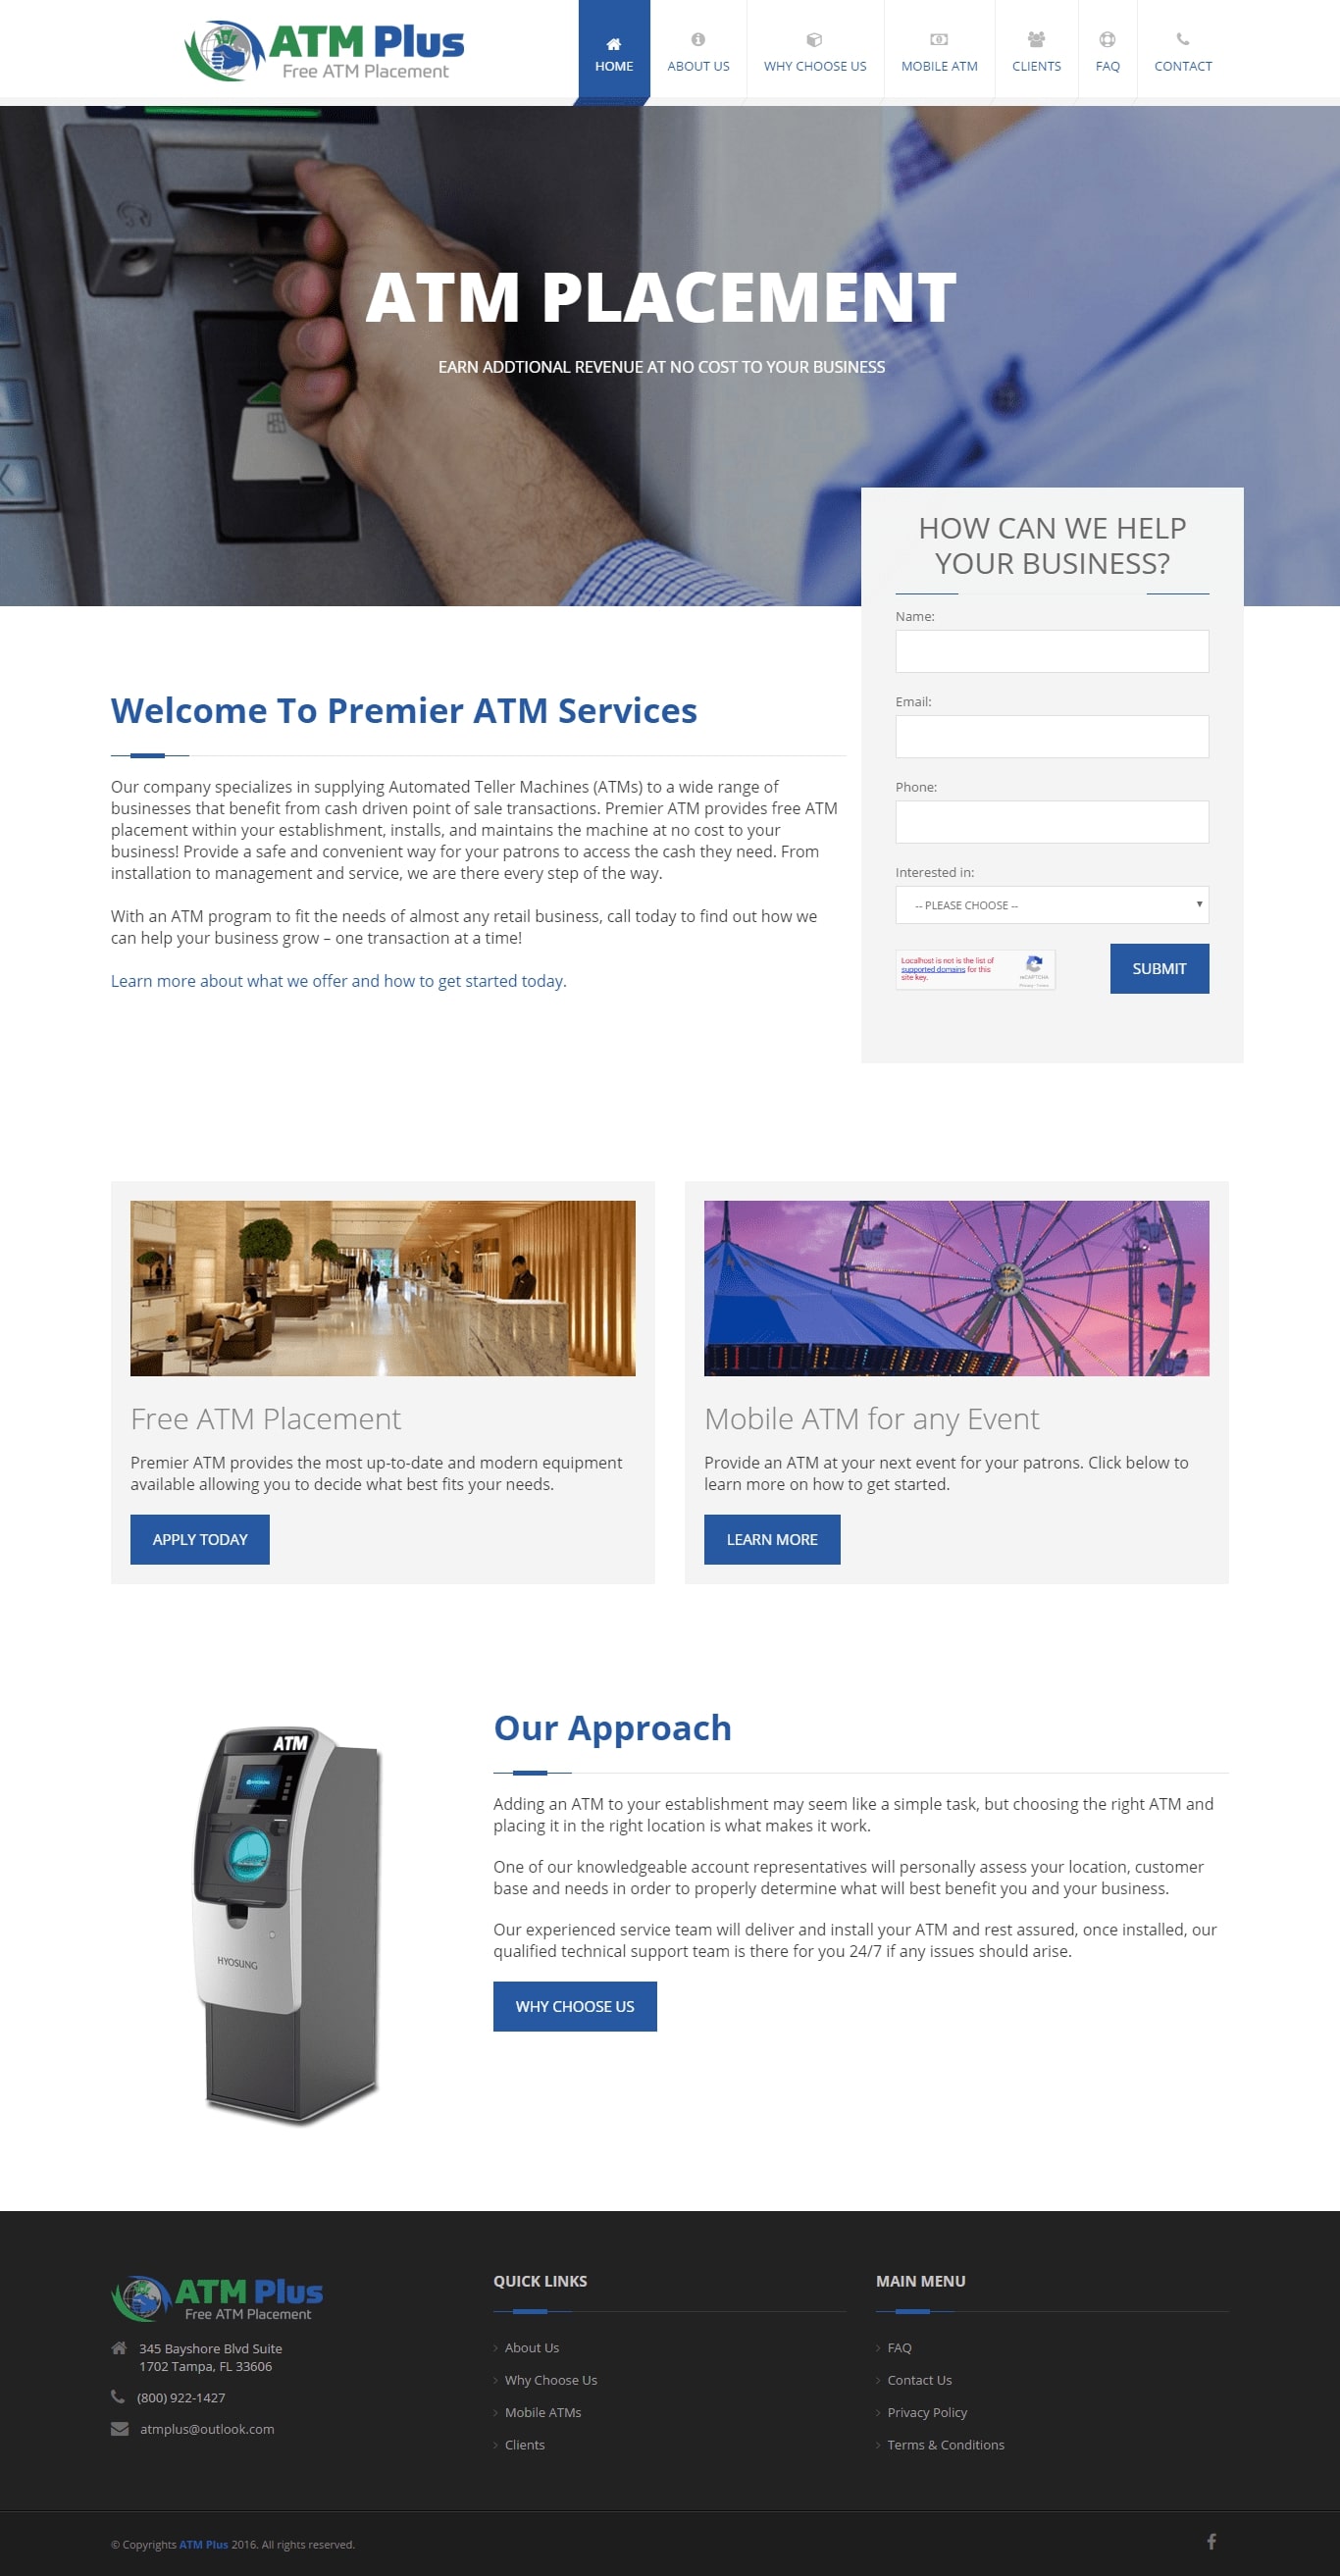 ATM Plus
Free ATM Placement
HOME
ABOUT US
WHY CHOOSE US
MOBILE ATM
CLIENTS
FAQ
CONTACT
ATM PLACEMENT
EARN ADDTIONAL REVENUE AT NO COST TO YOUR BUSINESS
HOW CAN WE HELP
YOUR BUSINESS?
Name:
Email:
Phone:
Interested in:
-- PLEASE CHOOSE --
Localhost is not in the list of
supported domains for this
site key.
reCAPTCHA
Privacy - Terms
SUBMIT
Welcome To Premier ATM Services
Our company specializes in supplying Automated Teller Machines (ATMs) to a wide range of
businesses that benefit from cash driven point of sale transactions. Premier ATM provides free ATM
placement within your establishment, installs, and maintains the machine at no cost to your
business! Provide a safe and convenient way for your patrons to access the cash they need. From
installation to management and service, we are there every step of the way.
With an ATM program to fit the needs of almost any retail business, call today to find out how we
can help your business grow – one transaction at a time!
Learn more about what we offer and how to get started today.
Free ATM Placement
Premier ATM provides the most up-to-date and modern equipment
available allowing you to decide what best fits your needs.
APPLY TODAY
Mobile ATM for any Event
Provide an ATM at your next event for your patrons. Click below to
learn more on how to get started.
LEARN MORE
ATM
HYOSUNG
HYOSUNG
Our Approach
Adding an ATM to your establishment may seem like a simple task, but choosing the right ATM and
placing it in the right location is what makes it work.
One of our knowledgeable account representatives will personally assess your location, customer
base and needs in order to properly determine what will best benefit you and your business.
Our experienced service team will deliver and install your ATM and rest assured, once installed, our
qualified technical support team is there for you 24/7 if any issues should arise.
WHY CHOOSE US
ATM Plus
Free ATM Placement
345 Bayshore Blvd Suite
1702 Tampa, FL 33606
(800) 922-1427
atmplus@outlook.com
QUICK LINKS
About Us
Why Choose Us
Mobile ATMs
Clients
MAIN MENU
FAQ
Contact Us
Privacy Policy
Terms & Conditions
© Copyrights ATM Plus 2016. All rights reserved.